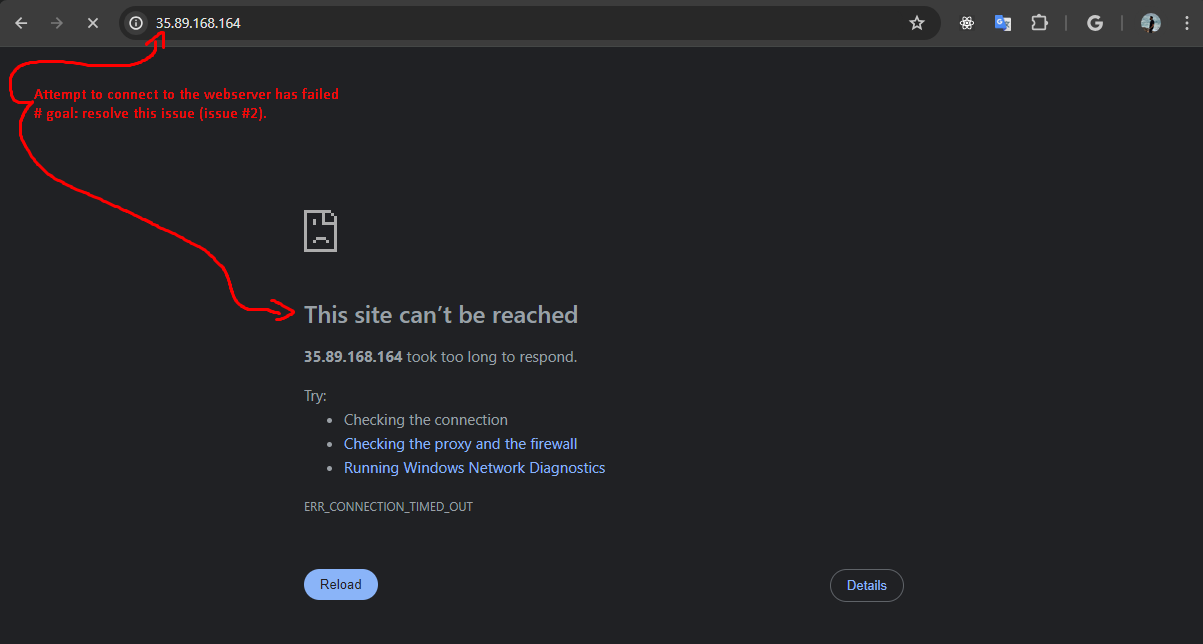 35.89.168.164
Attempt to connect to the webserver has failed
# goal: resolve this issue (issue #2).
This site can’t be reached
35.89.168.164 took too long to respond.
Try:
• Checking the connection
• Checking the proxy and the firewall
• Running Windows Network Diagnostics
ERR_CONNECTION_TIMED_OUT
Reload
Details